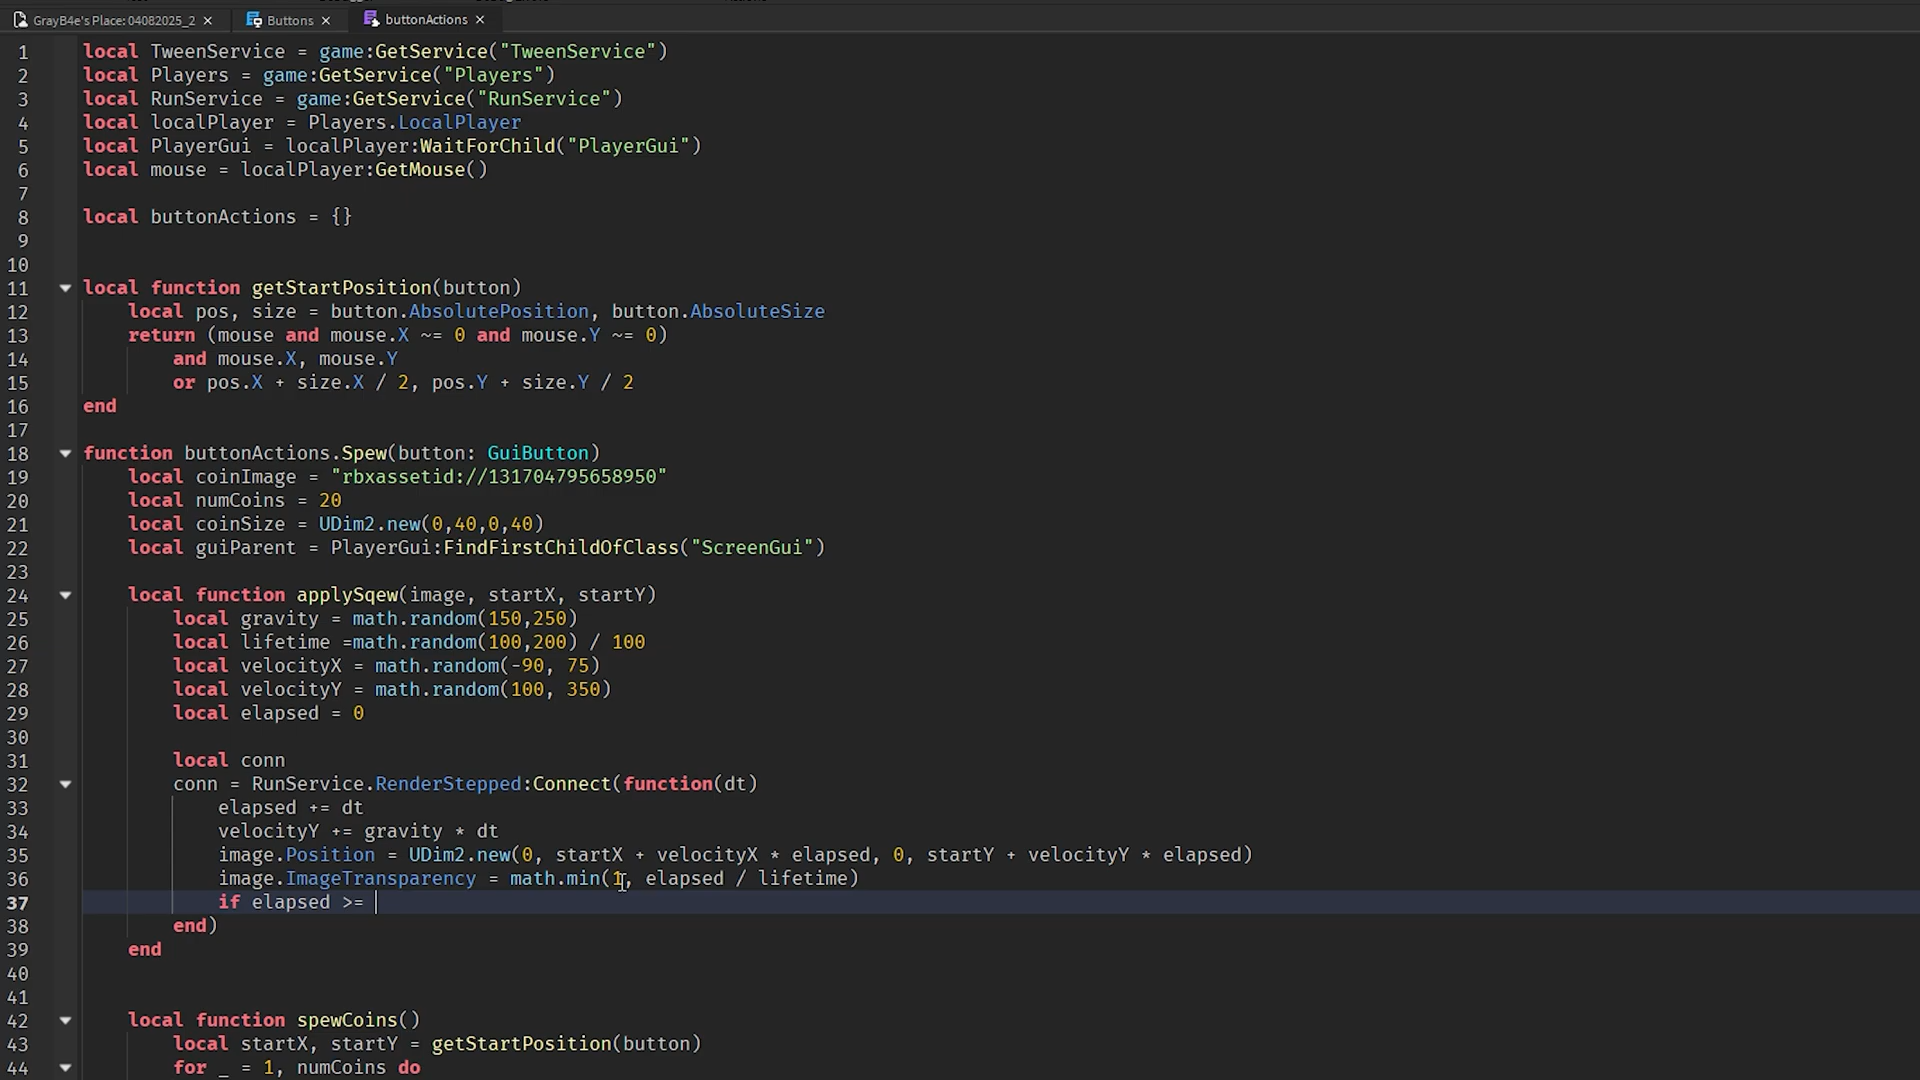 GrayB4e's Place: 04082025_2 × Buttons × buttonActions ×
1 local TweenService = game:GetService("TweenService")
2 local Players = game:GetService("Players")
3 local RunService = game:GetService("RunService")
4 local localPlayer = Players.LocalPlayer
5 local PlayerGui = localPlayer:WaitForChild("PlayerGui")
6 local mouse = localPlayer:GetMouse()
7
8 local buttonActions = {}
9
10
11 local function getStartPosition(button)
12 local pos, size = button.AbsolutePosition, button.AbsoluteSize
13 return (mouse and mouse.X ~= 0 and mouse.Y ~= 0)
14 and mouse.X, mouse.Y
15 or pos.X + size.X / 2, pos.Y + size.Y / 2
16 end
17
18 function buttonActions.Spew(button: GuiButton)
19 local coinImage = "rbxassetid://131704795658950"
20 local numCoins = 20
21 local coinSize = UDim2.new(0,40,0,40)
22 local guiParent = PlayerGui:FindFirstChildOfClass("ScreenGui")
23
24 local function applySqew(image, startX, startY)
25 local gravity = math.random(150,250)
26 local lifetime =math.random(100,200) / 100
27 local velocityX = math.random(-90, 75)
28 local velocityY = math.random(100, 350)
29 local elapsed = 0
30
31 local conn
32 conn = RunService.RenderStepped:Connect(function(dt)
33 elapsed += dt
34 velocityY += gravity * dt
35 image.Position = UDim2.new(0, startX + velocityX * elapsed, 0, startY + velocityY * elapsed)
36 image.ImageTransparency = math.min(1, elapsed / lifetime)
37 if elapsed >=
38 end)
39 end
40
41
42 local function spewCoins()
43 local startX, startY = getStartPosition(button)
44 for _ = 1, numCoins do